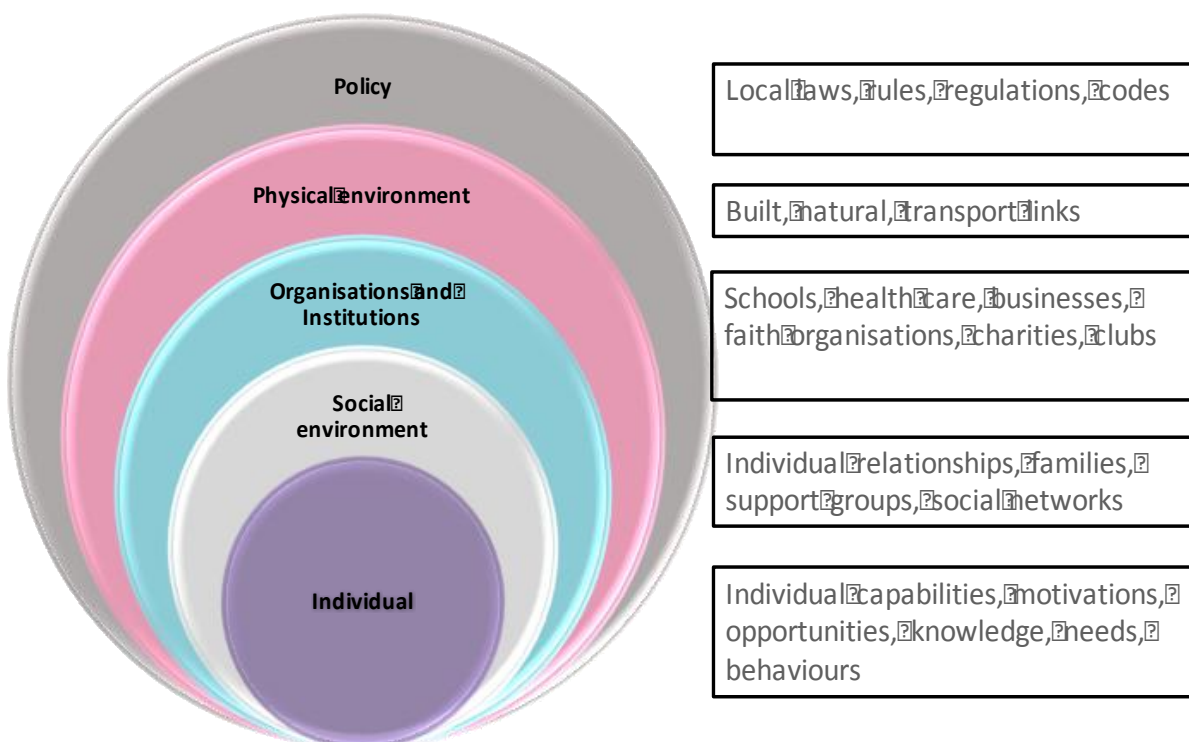 Policy
Local⍰laws,⍰rules,⍰regulations,⍰codes
Physical⍰environment
Built,⍰natural,⍰transport⍰links
Organisations⍰and⍰
Institutions
Schools,⍰health⍰care,⍰businesses,⍰
faith⍰organisations,⍰charities,⍰clubs
Social⍰
environment
Individual⍰relationships,⍰families,⍰
support⍰groups,⍰social⍰networks
Individual
Individual⍰capabilities,⍰motivations,⍰
opportunities,⍰knowledge,⍰needs,⍰
behaviours